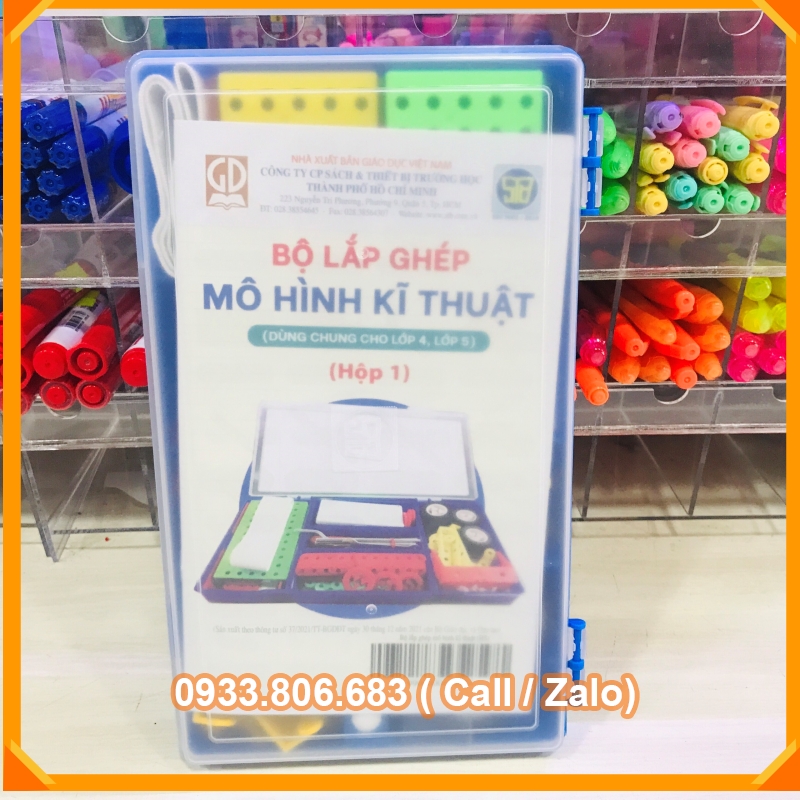 GD
NHÀ XUẤT BẢN GIÁO DỤC VIỆT NAM
CÔNG TY CP SÁCH & THIẾT BỊ TRƯỜNG HỌC
THÀNH PHỐ HỒ CHÍ MINH
BỘ LẮP GHÉP
MÔ HÌNH KĨ THUẬT
(DÙNG CHUNG CHO LỚP 4, LỚP 5)
(Hộp 1)
0933.806.683 ( Call / Zalo)